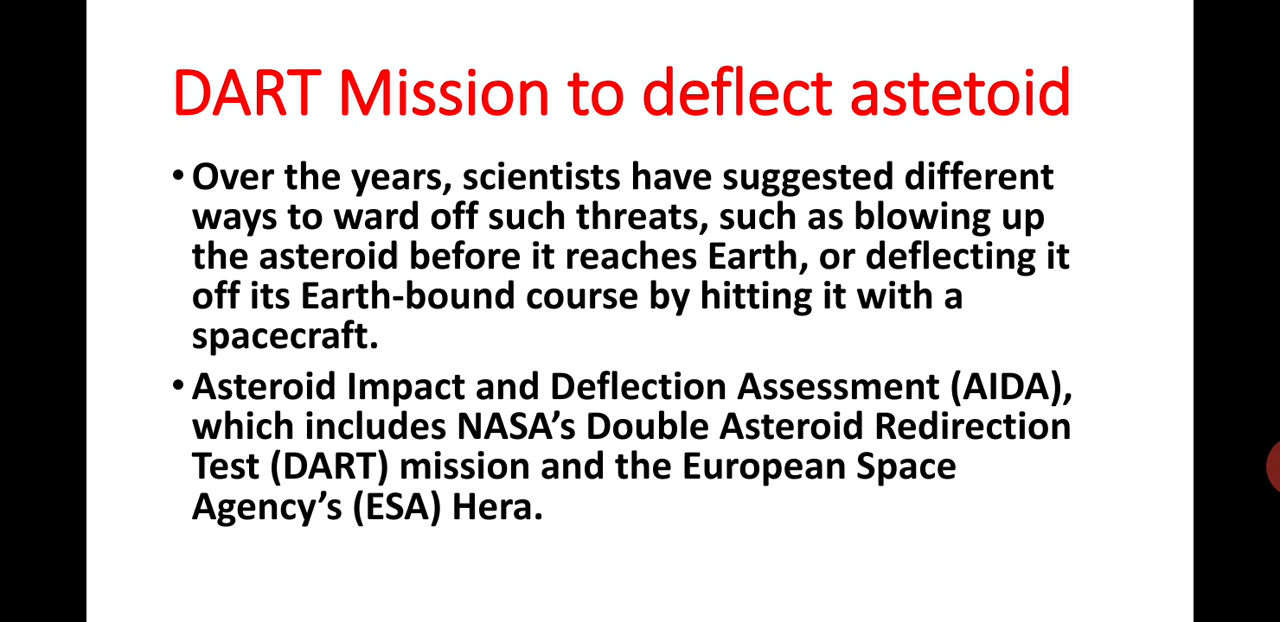 DART Mission to deflect astetoid
• Over the years, scientists have suggested different
ways to ward off such threats, such as blowing up
the asteroid before it reaches Earth, or deflecting it
off its Earth-bound course by hitting it with a
spacecraft.
• Asteroid Impact and Deflection Assessment (AIDA),
which includes NASA’s Double Asteroid Redirection
Test (DART) mission and the European Space
Agency’s (ESA) Hera.